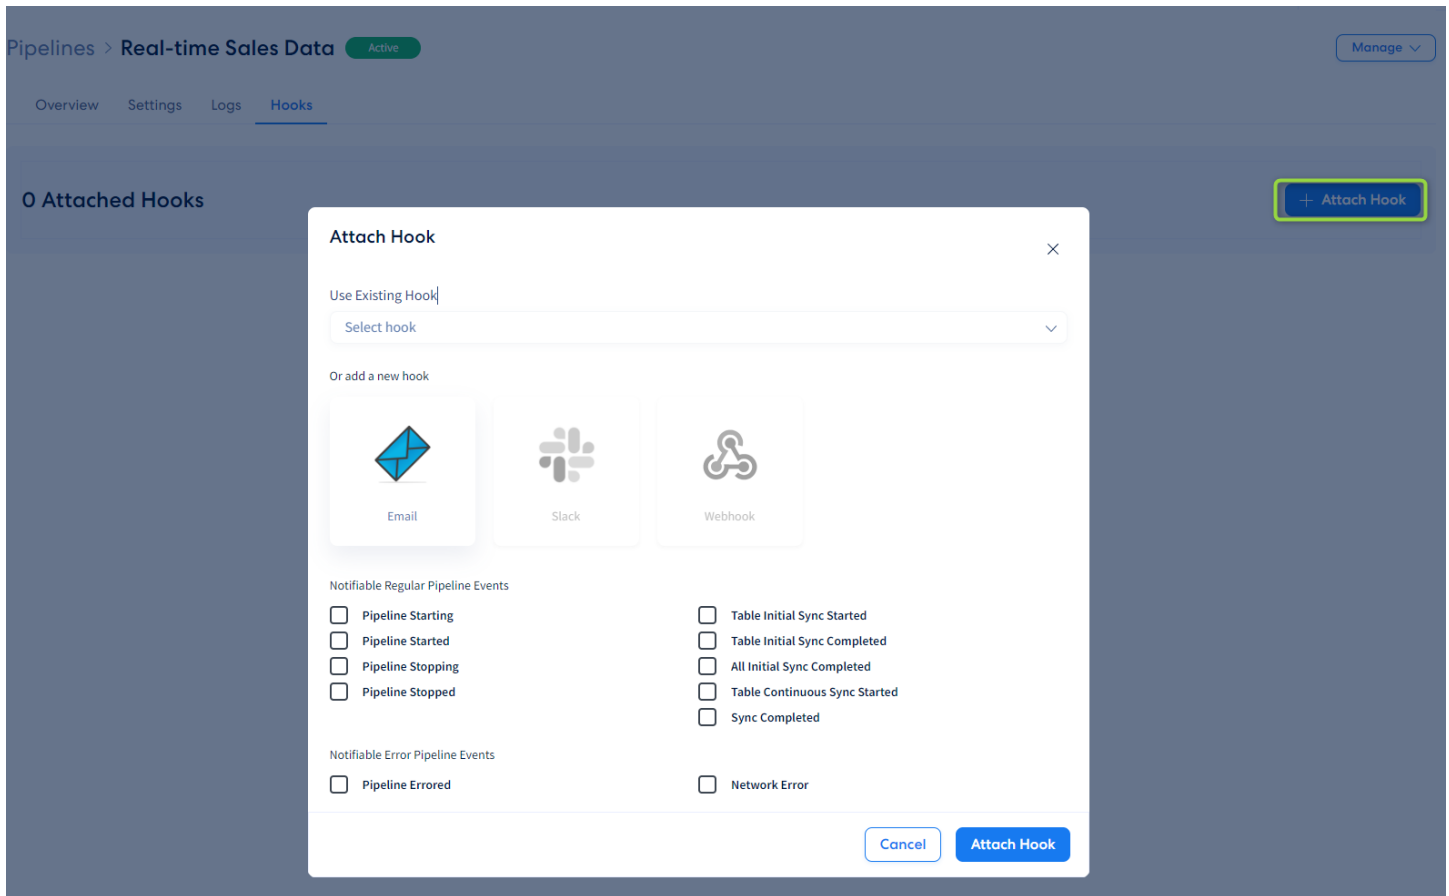 Pipelines > Real-time Sales Data Active Manage
Overview Settings Logs Hooks
0 Attached Hooks + Attach Hook
Attach Hook
Use Existing Hook
Select hook
Or add a new hook
Email Slack Webhook
Notifiable Regular Pipeline Events
Pipeline Starting Table Initial Sync Started
Pipeline Started Table Initial Sync Completed
Pipeline Stopping All Initial Sync Completed
Pipeline Stopped Table Continuous Sync Started
Sync Completed
Notifiable Error Pipeline Events
Pipeline Errored Network Error
Cancel Attach Hook